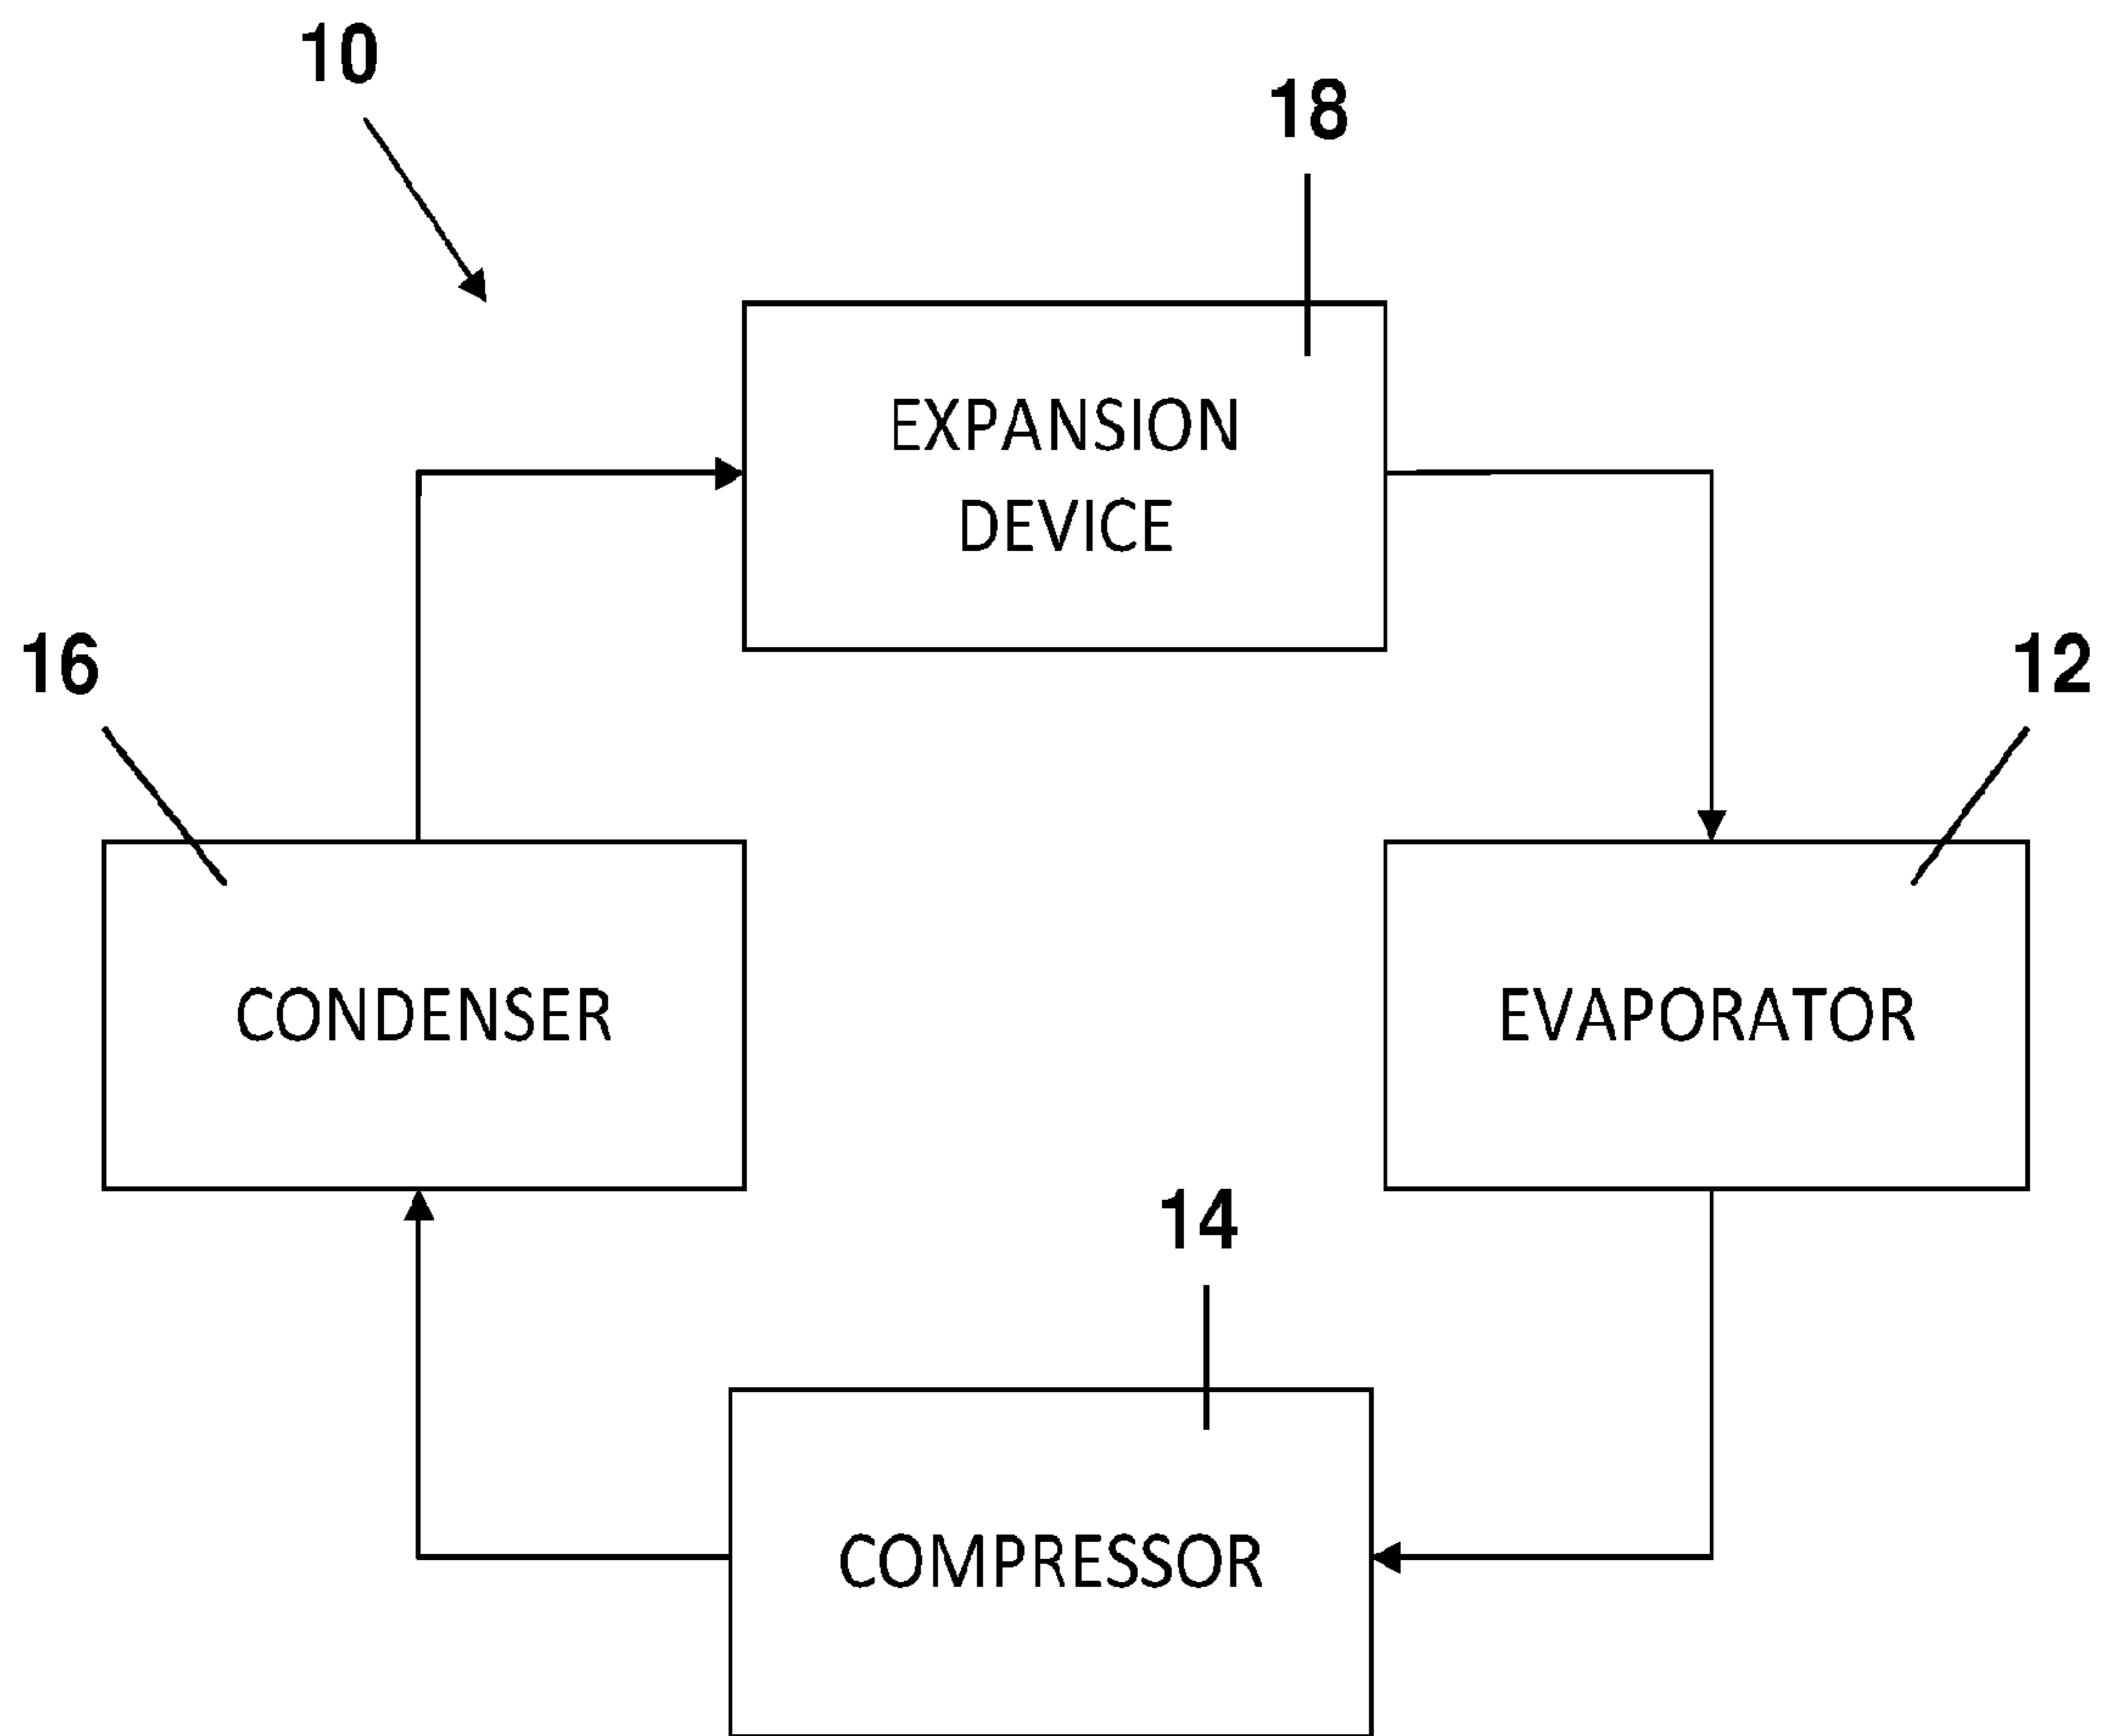 10
18
EXPANSION
DEVICE
16
12
CONDENSER
EVAPORATOR
14
COMPRESSOR